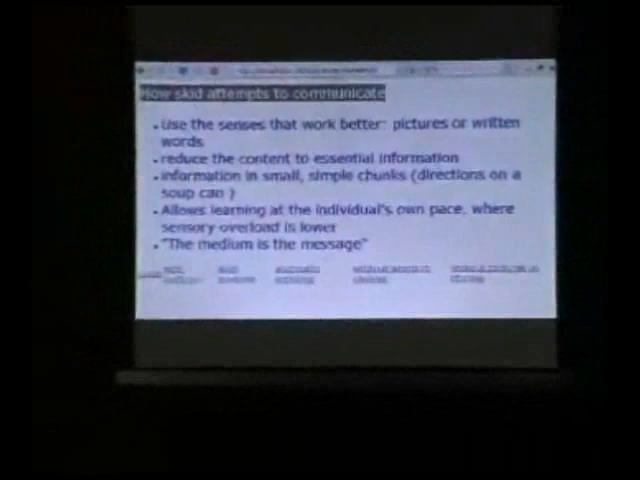 How skid attempts to communicate
• Use the senses that work better: pictures or written
words
• reduce the content to essential information
• information in small, simple chunks (directions on a
soup can )
• Allows learning at the individual's own pace, where
sensory overload is lower
• "The medium is the message"